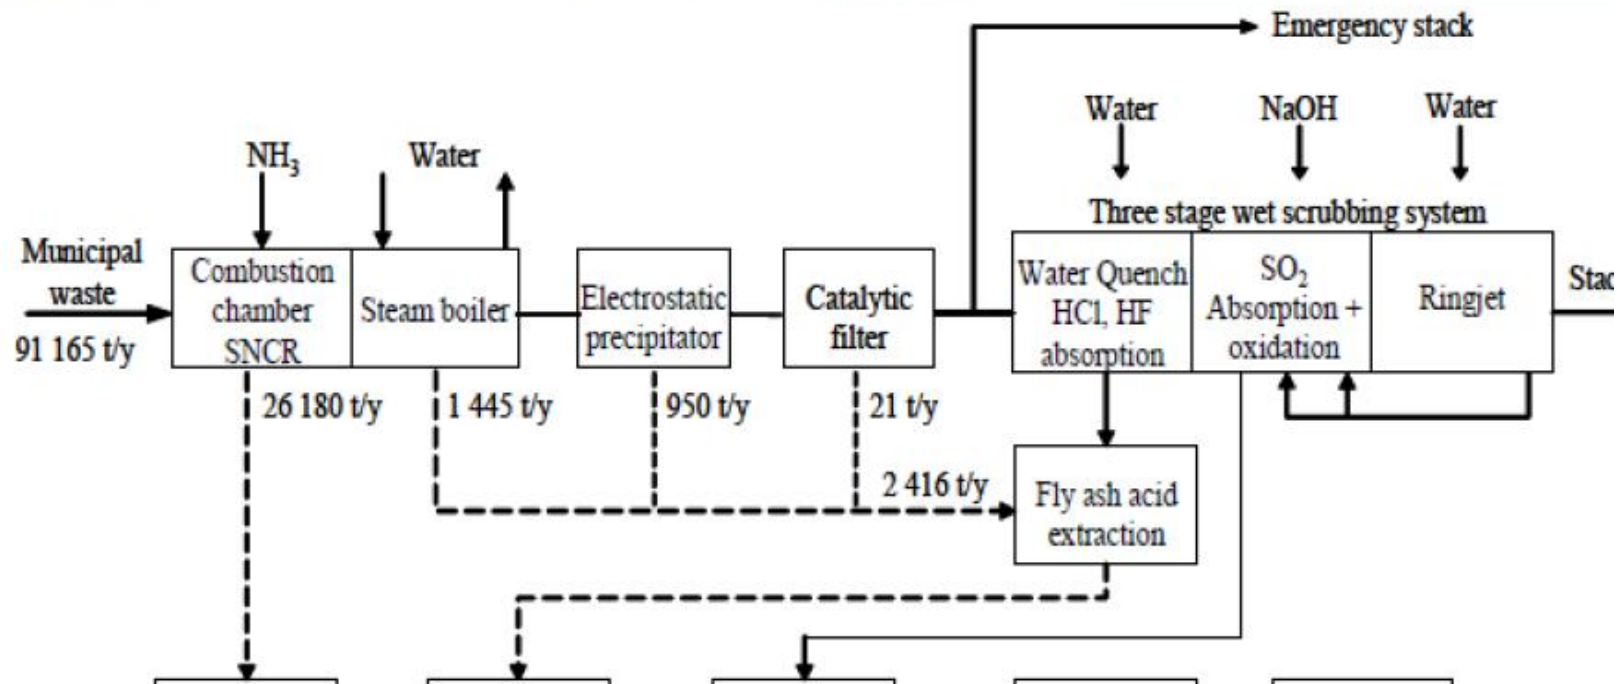 Emergency stack
Water
NaOH
Water
NH₃
Water
Three stage wet scrubbing system
Municipal
waste
91 165 t/y
Combustion
chamber
SNCR
Steam boiler
Electrostatic
precipitator
Catalytic
filter
Water Quench
HCl, HF
absorption
SO₂
Absorption +
oxidation
Ringjet
Stac
26 180 t/y
1 445 t/y
950 t/y
21 t/y
2 416 t/y
Fly ash acid
extraction